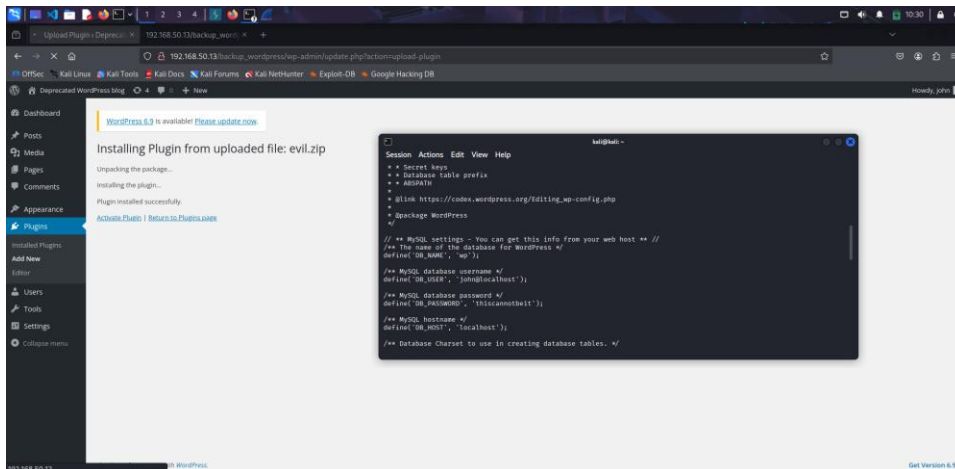 1 2 3 4
10:30
Upload Plugin ‹ Deprecat
192.168.50.13/backup_word
192.168.50.13/backup_wordpress/wp-admin/update.php?action=upload-plugin
OffSec Kali Linux Kali Tools Kali Docs Kali Forums Kali NetHunter Exploit-DB Google Hacking DB
Deprecated WordPress blog 4 0 + New
Howdy, john
Dashboard
Posts
Media
Pages
Comments
Appearance
Plugins
Installed Plugins
Add New
Editor
Users
Tools
Settings
Collapse menu
WordPress 6.9 is available! Please update now.
Installing Plugin from uploaded file: evil.zip
Unpacking the package...
Installing the plugin...
Plugin installed successfully.
Activate Plugin | Return to Plugins page
kali@kali: ~
Session Actions Edit View Help
* * Secret keys
* * Database table prefix
* * ABSPATH
*
* @link https://codex.wordpress.org/Editing_wp-config.php
*
* @package WordPress
*/
// ** MySQL settings - You can get this info from your web host ** //
/** The name of the database for WordPress */
define('DB_NAME', 'wp');
/** MySQL database username */
define('DB_USER', 'john@localhost');
/** MySQL database password */
define('DB_PASSWORD', 'thiscannotbeit');
/** MySQL hostname */
define('DB_HOST', 'localhost');
/** Database Charset to use in creating database tables. */
WordPress.
Get Version 6.9